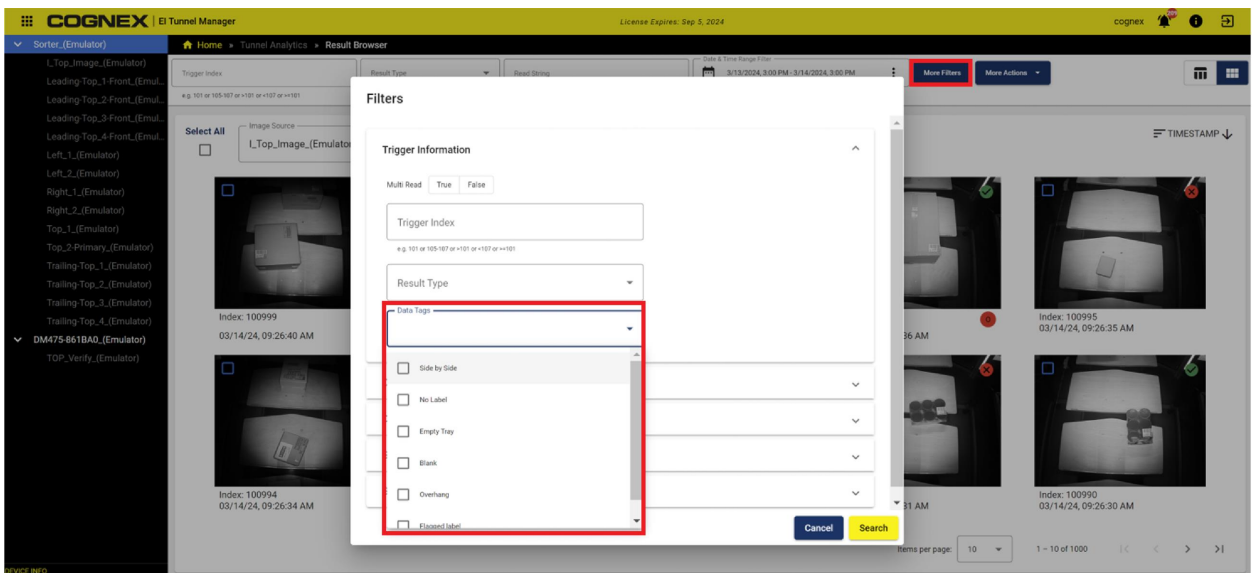 COGNEX | EI Tunnel Manager
License Expires: Sep 5, 2024
cognex
Sorter_(Emulator)
I_Top_Image_(Emulator)
Leading-Top_1-Front_(Emul...
Leading-Top_2-Front_(Emul...
Leading-Top_3-Front_(Emul...
Leading-Top_4-Front_(Emul...
Left_1_(Emulator)
Left_2_(Emulator)
Right_1_(Emulator)
Right_2_(Emulator)
Top_1_(Emulator)
Top_2-Primary_(Emulator)
Trailing-Top_1_(Emulator)
Trailing-Top_2_(Emulator)
Trailing-Top_3_(Emulator)
Trailing-Top_4_(Emulator)
DM475-861BA0_(Emulator)
TOP_Verify_(Emulator)
DEVICE INFO
Home » Tunnel Analytics » Result Browser
Trigger Index
e.g. 101 or 105-107 or >101 or <107 or ><101
Result Type
Read String
Date & Time Range Filter
3/13/2024, 3:00 PM - 3/14/2024, 3:00 PM
More Filters
More Actions
Select All
Image Source
I_Top_Image_(Emulator
TIMESTAMP
Index: 100999
03/14/24, 09:26:40 AM
36 AM
Index: 100995
03/14/24, 09:26:35 AM
Index: 100994
03/14/24, 09:26:34 AM
31 AM
Index: 100990
03/14/24, 09:26:30 AM
Items per page: 10
1 – 10 of 1000
Filters
Trigger Information
Multi Read True False
Trigger Index
e.g. 101 or 105-107 or >101 or <107 or ><101
Result Type
Data Tags
Side by Side
No Label
Empty Tray
Blank
Overhang
Flagged label
Cancel
Search